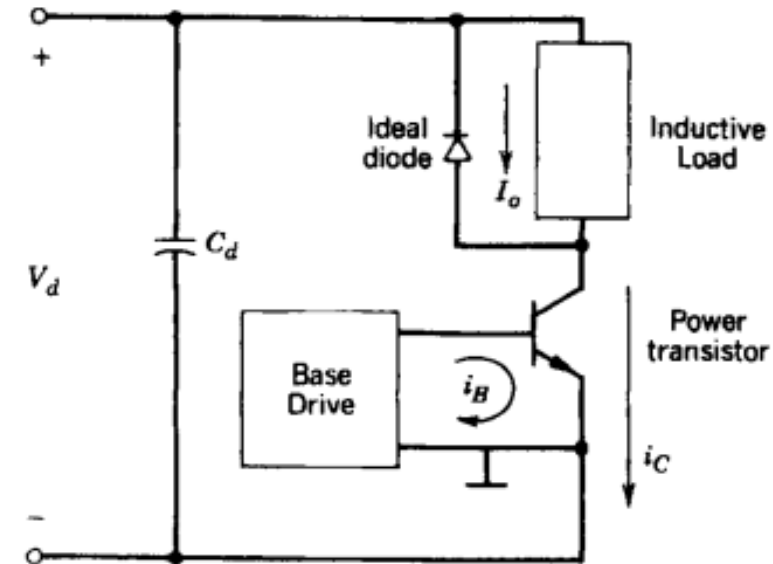 +
Ideal
diode
I_o
Inductive
Load
C_d
V_d
Power
transistor
Base
Drive
i_B
i_C
−